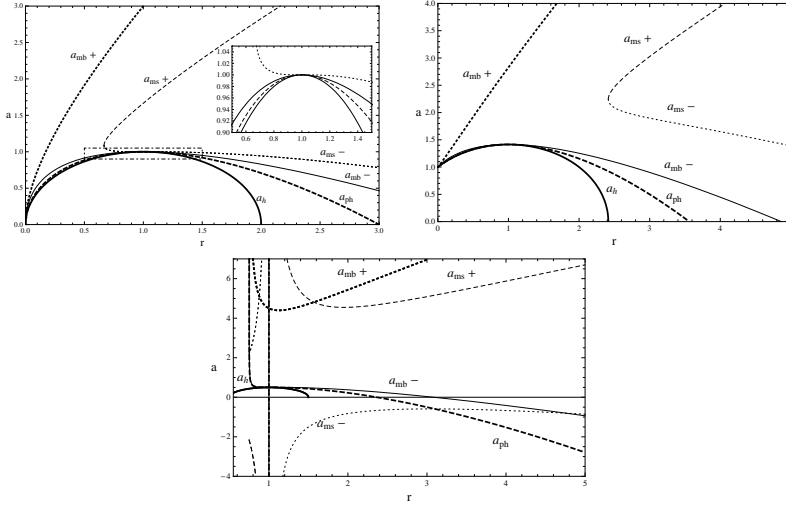 3.0
2.5
2.0
1.5
1.0
0.5
0.0
a
0.0
0.5
1.0
1.5
2.0
2.5
3.0
r
a_mb +
a_ms +
a_ms −
a_mb −
a_h
a_ph
1.04
1.02
1.00
0.98
0.96
0.94
0.92
0.90
0.6
0.8
1.0
1.2
1.4
4.0
3.5
3.0
2.5
2.0
1.5
1.0
0.5
0.0
a
0
1
2
3
4
r
a_mb +
a_ms +
a_ms −
a_mb −
a_h
a_ph
6
4
2
0
−2
−4
a
1
2
3
4
5
r
a_mb +
a_ms +
a_h
a_mb −
a_ms −
a_ph